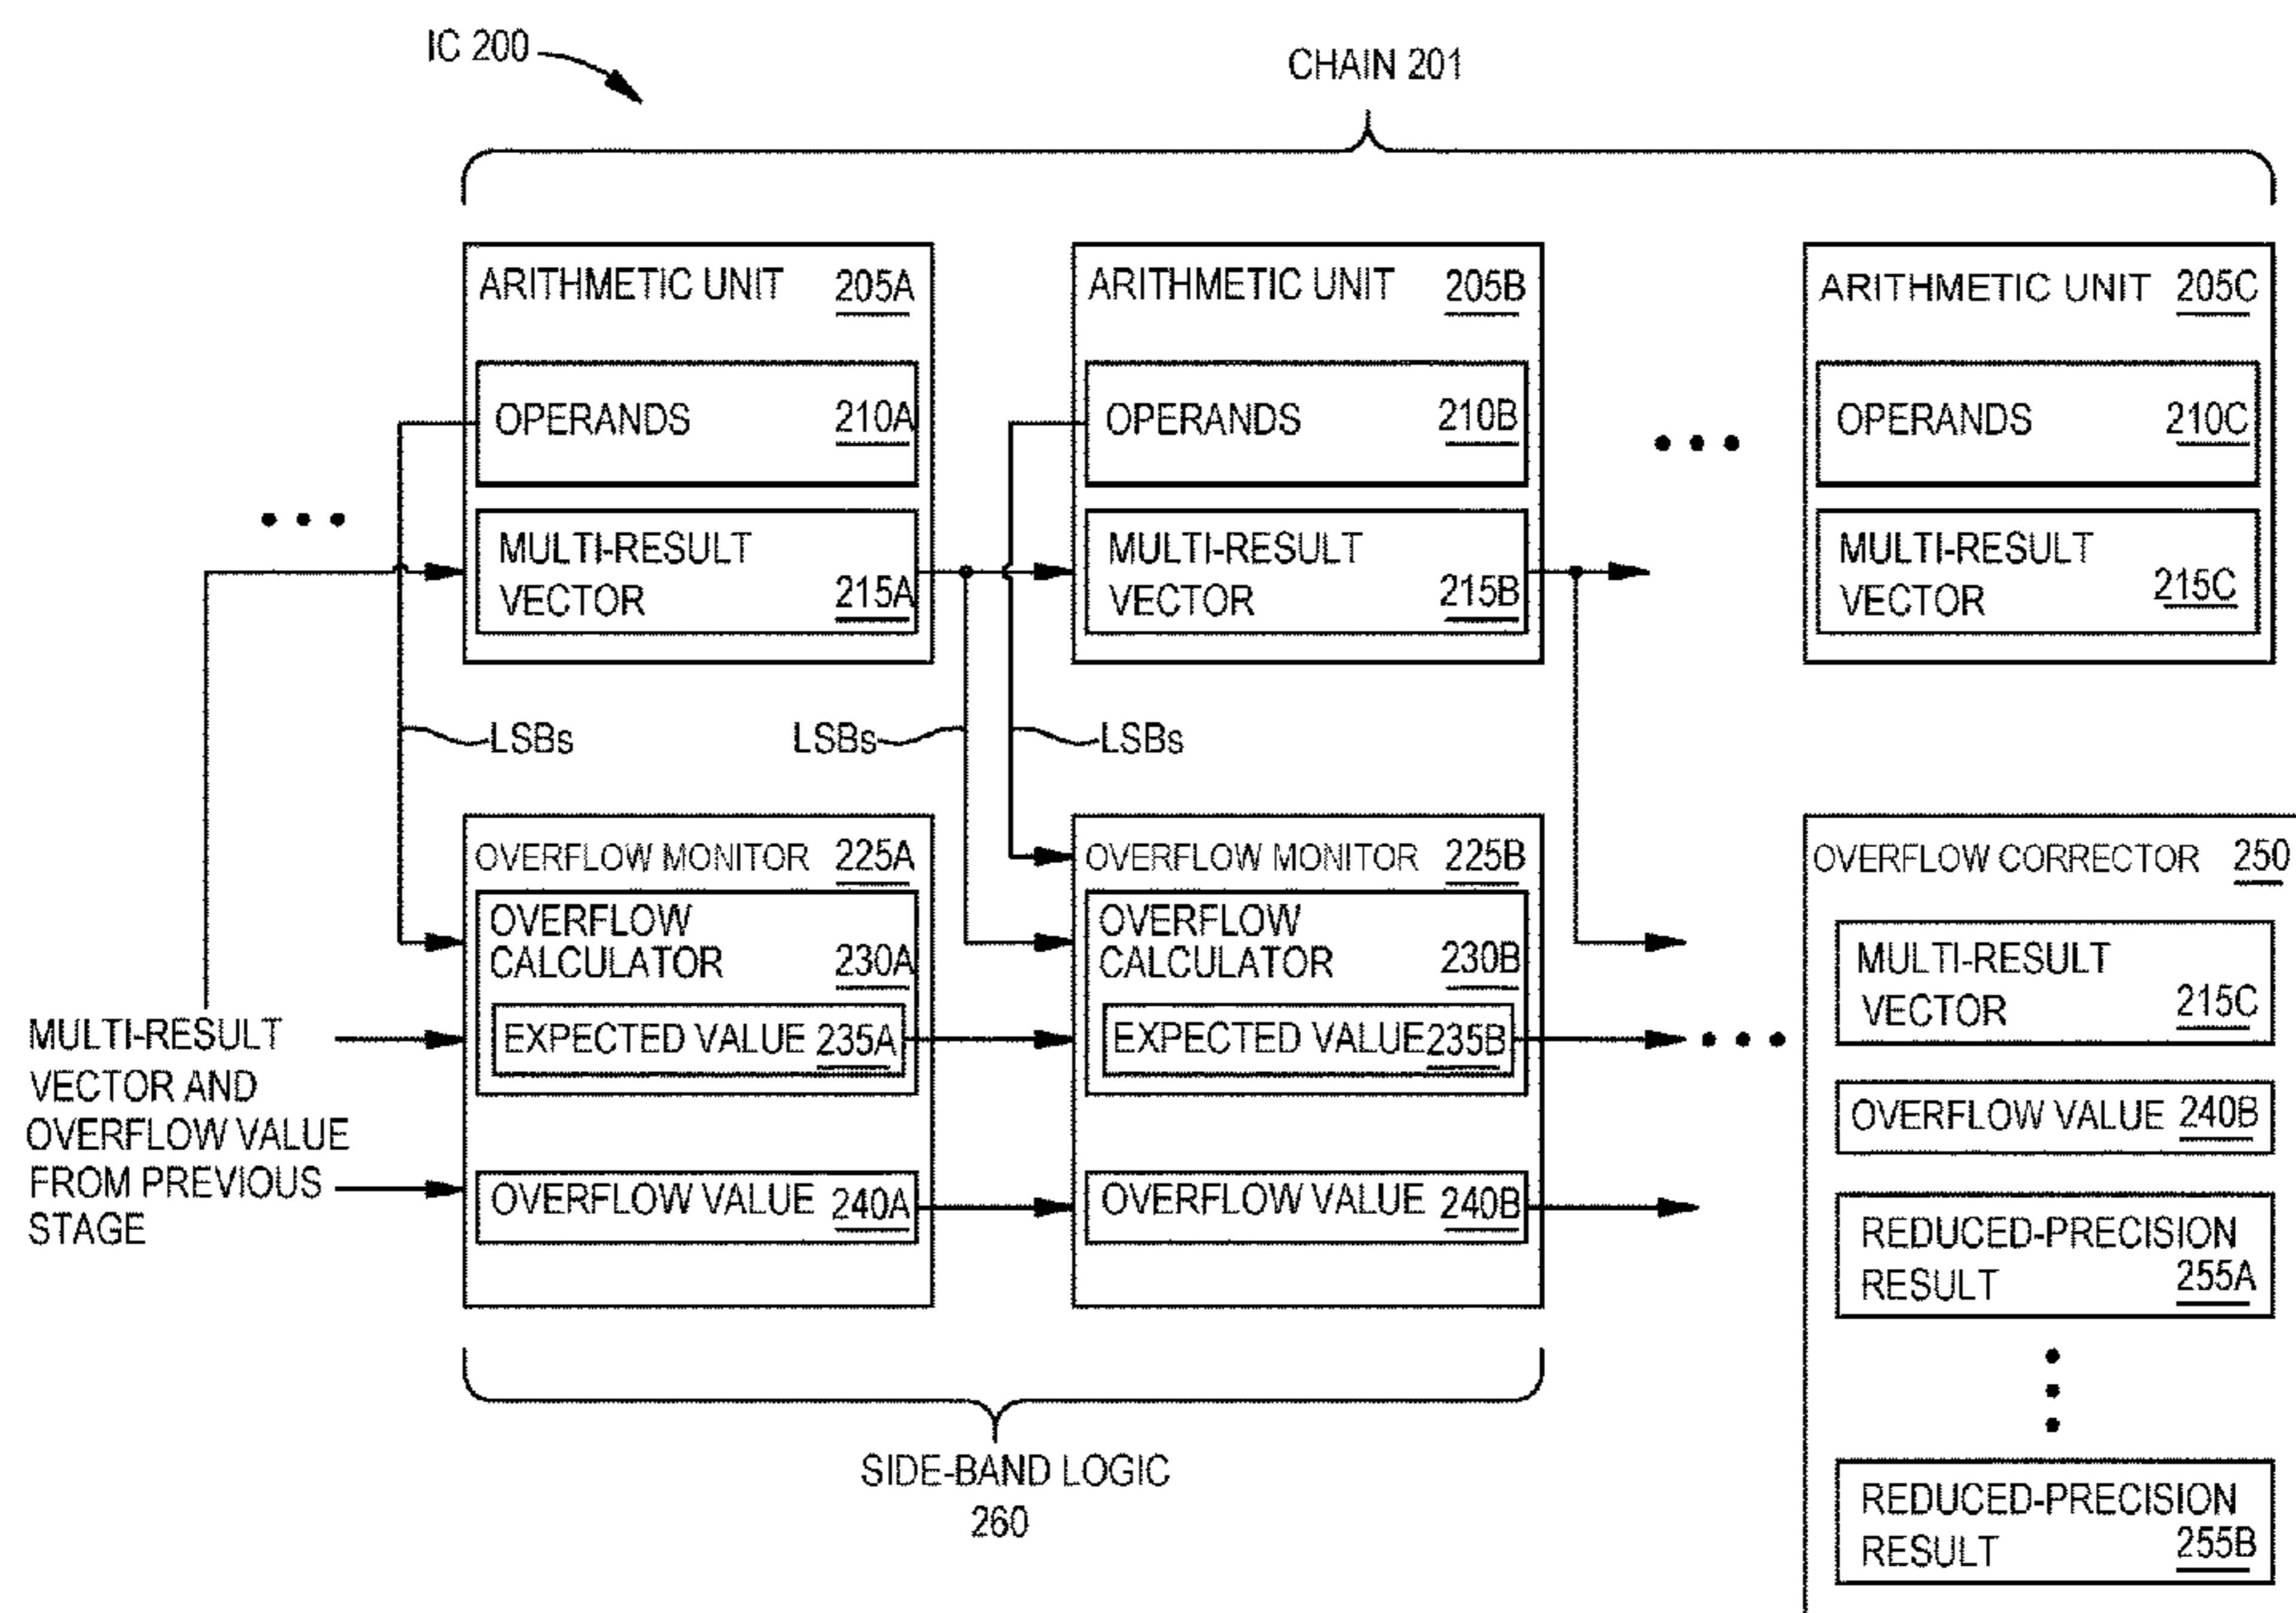 IC 200
CHAIN 201
ARITHMETIC UNIT 205A
OPERANDS 210A
MULTI-RESULT
VECTOR 215A
ARITHMETIC UNIT 205B
OPERANDS 210B
MULTI-RESULT
VECTOR 215B
ARITHMETIC UNIT 205C
OPERANDS 210C
MULTI-RESULT
VECTOR 215C
LSBs
LSBs
LSBs
MULTI-RESULT
VECTOR AND
OVERFLOW VALUE
FROM PREVIOUS
STAGE
OVERFLOW MONITOR 225A
OVERFLOW
CALCULATOR 230A
EXPECTED VALUE 235A
OVERFLOW VALUE 240A
OVERFLOW MONITOR 225B
OVERFLOW
CALCULATOR 230B
EXPECTED VALUE 235B
OVERFLOW VALUE 240B
OVERFLOW CORRECTOR 250
MULTI-RESULT
VECTOR 215C
OVERFLOW VALUE 240B
REDUCED-PRECISION
RESULT 255A
REDUCED-PRECISION
RESULT 255B
SIDE-BAND LOGIC
260